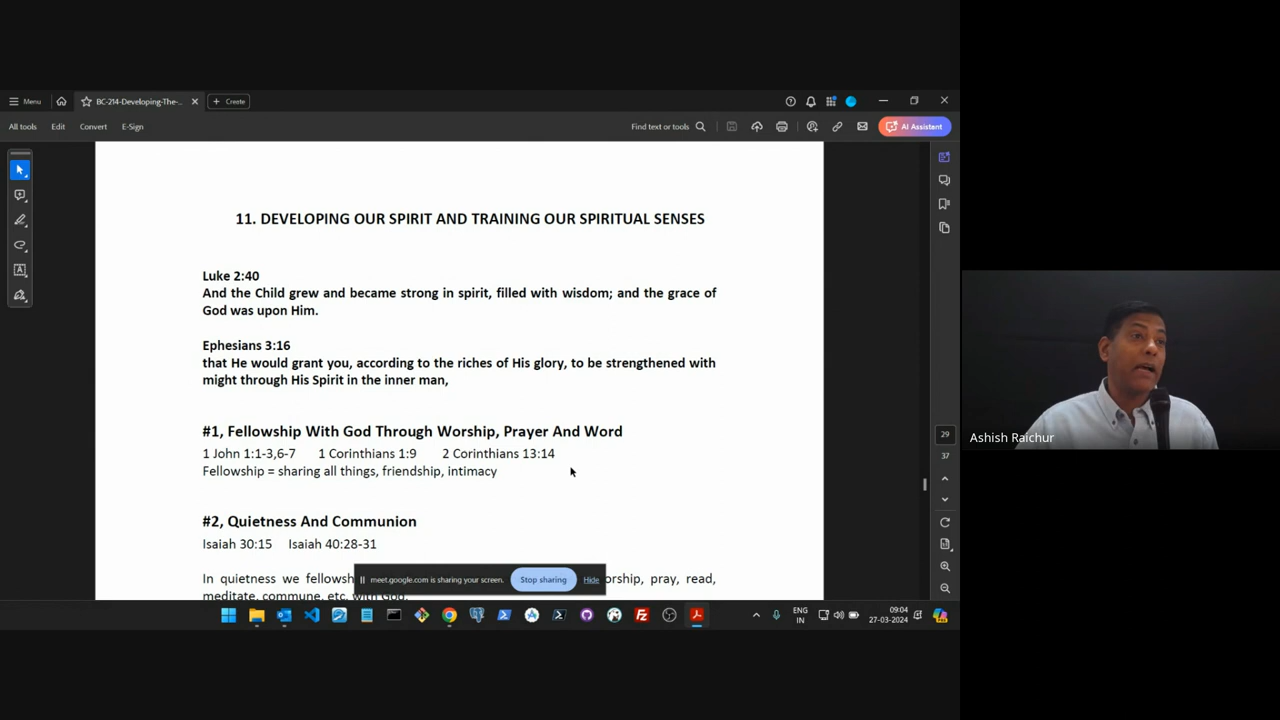 Menu
BC-214-Developing-The-...
Create
All tools
Edit
Convert
E-Sign
Find text or tools
AI Assistant
11. DEVELOPING OUR SPIRIT AND TRAINING OUR SPIRITUAL SENSES
Luke 2:40
And the Child grew and became strong in spirit, filled with wisdom; and the grace of
God was upon Him.
Ephesians 3:16
that He would grant you, according to the riches of His glory, to be strengthened with
might through His Spirit in the inner man,
#1, Fellowship With God Through Worship, Prayer And Word
1 John 1:1-3,6-7 1 Corinthians 1:9 2 Corinthians 13:14
Fellowship = sharing all things, friendship, intimacy
#2, Quietness And Communion
Isaiah 30:15 Isaiah 40:28-31
In quietness we fellowsh orship, pray, read,
meditate, commune, etc. with God.
meet.google.com is sharing your screen.
Stop sharing
Hide
29
37
Ashish Raichur
ENG
IN
09:04
27-03-2024